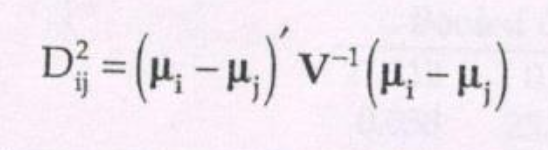 D²ᵢⱼ = (μᵢ − μⱼ)′ V⁻¹ (μᵢ − μⱼ)